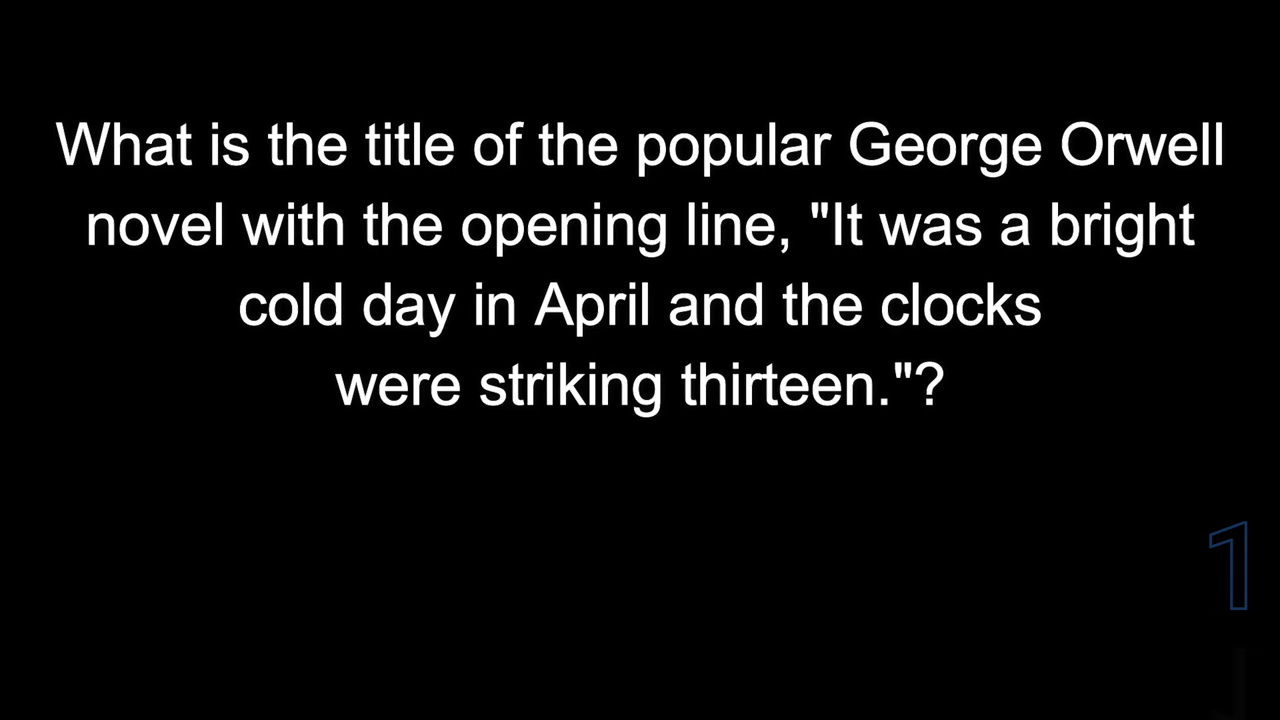 What is the title of the popular George Orwell
novel with the opening line, "It was a bright
cold day in April and the clocks
were striking thirteen."?
1